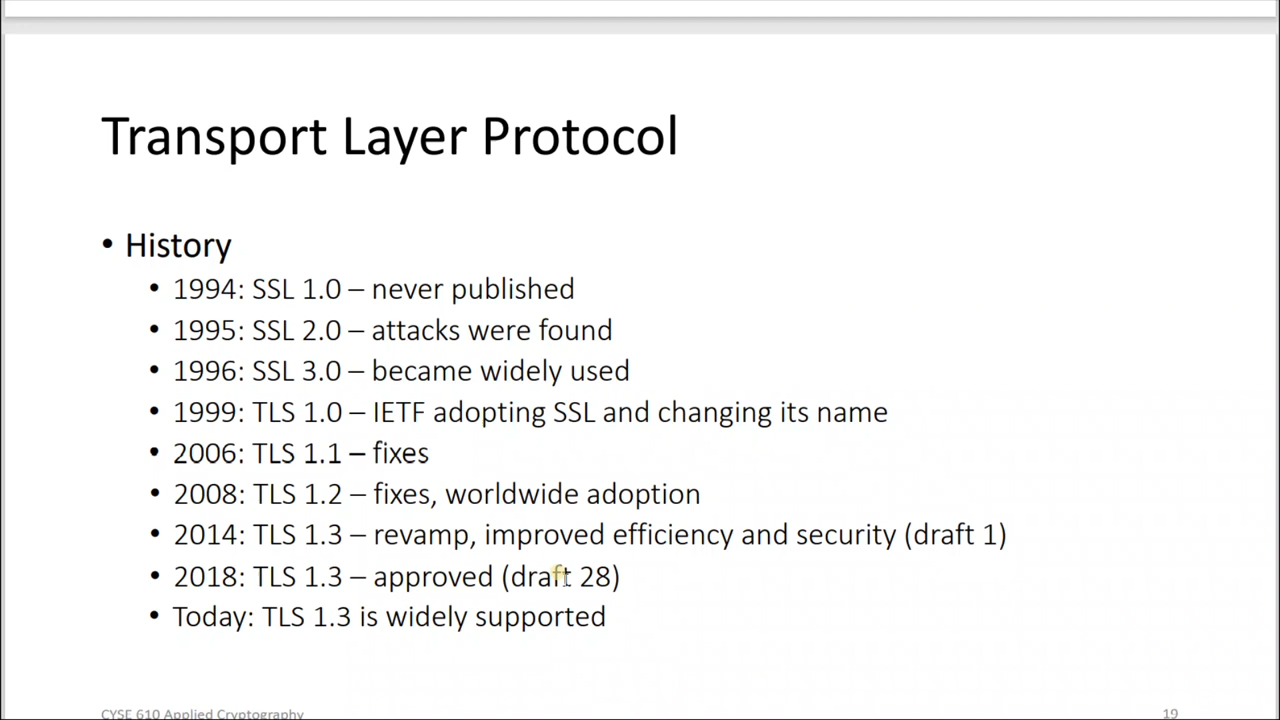 Transport Layer Protocol
• History
• 1994: SSL 1.0 – never published
• 1995: SSL 2.0 – attacks were found
• 1996: SSL 3.0 – became widely used
• 1999: TLS 1.0 – IETF adopting SSL and changing its name
• 2006: TLS 1.1 – fixes
• 2008: TLS 1.2 – fixes, worldwide adoption
• 2014: TLS 1.3 – revamp, improved efficiency and security (draft 1)
• 2018: TLS 1.3 – approved (draft 28)
• Today: TLS 1.3 is widely supported
CYSE 610 Applied Cryptography
19